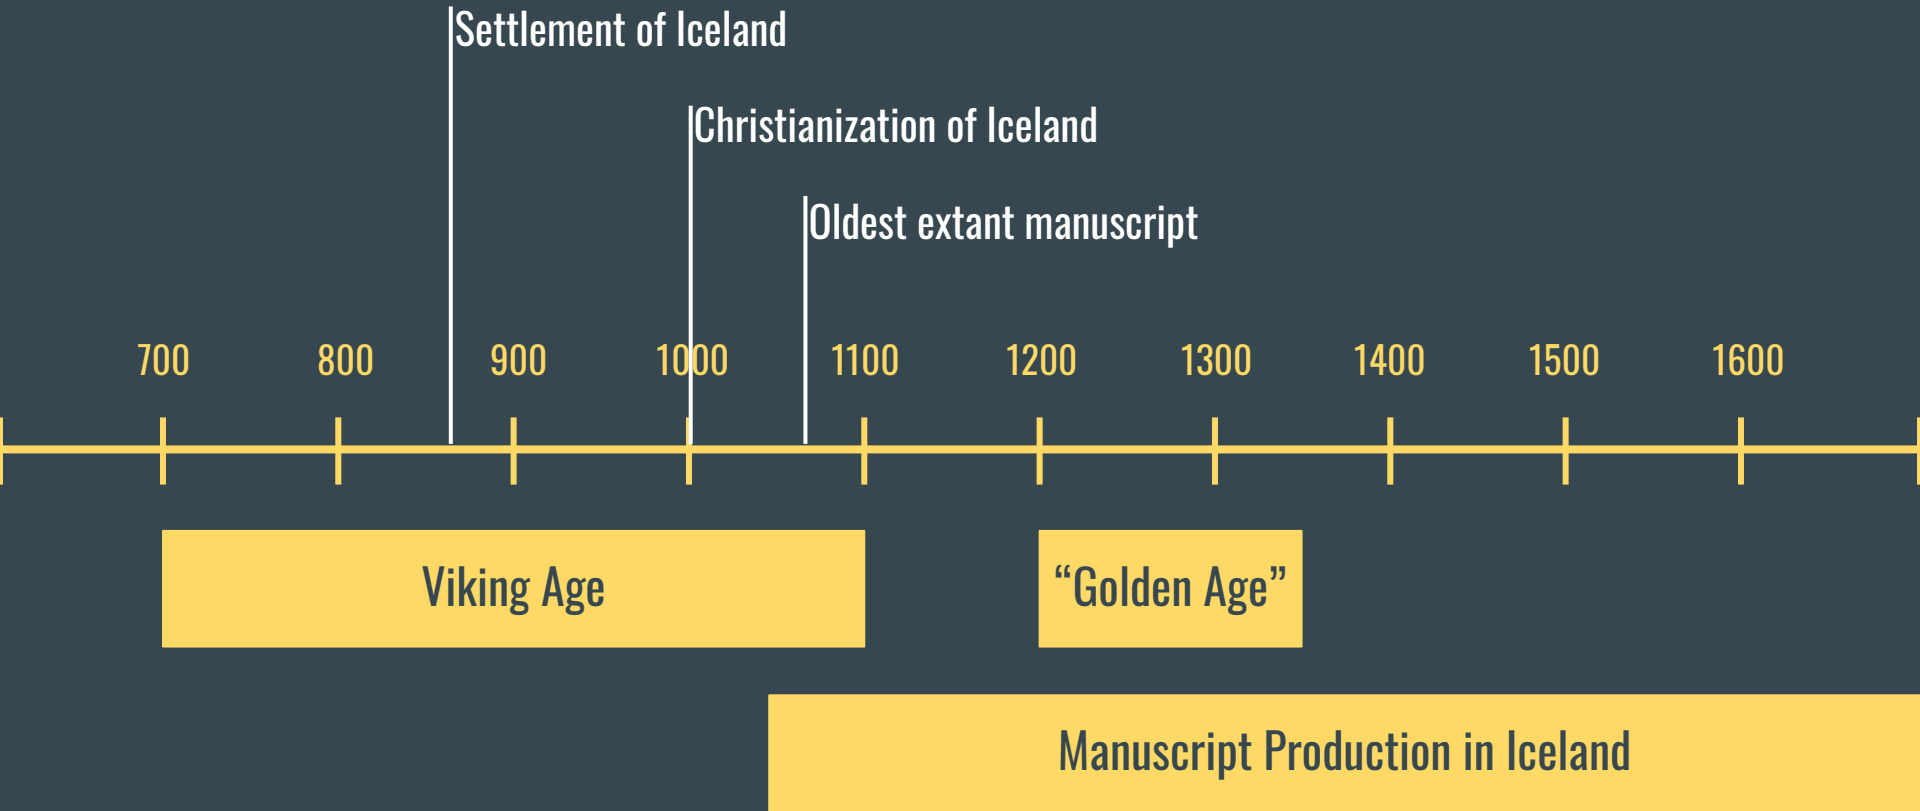 Settlement of Iceland
Christianization of Iceland
Oldest extant manuscript
700 800 900 1000 1100 1200 1300 1400 1500 1600
Viking Age “Golden Age”
Manuscript Production in Iceland